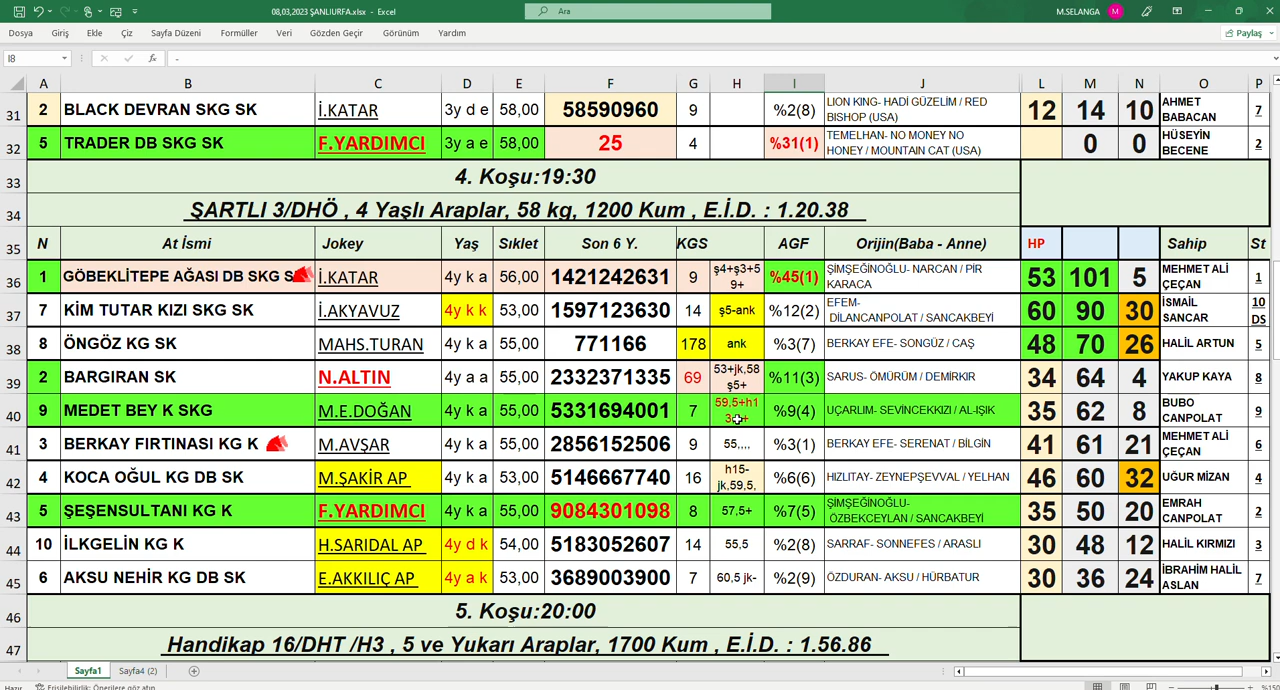 08,03,2023 ŞANLIURFA.xlsx - Excel
Ara
M.SELANGA
M
Dosya Giriş Ekle Çiz Sayfa Düzeni Formüller Veri Gözden Geçir Görünüm Yardım
Paylaş
I8
fx -
A B C D E F G H I J L M N O P
31 2 BLACK DEVRAN SKG SK İ.KATAR 3y d e 58,00 58590960 9 %2(8) LION KING- HADİ GÜZELİM / RED BISHOP (USA) 12 14 10 AHMET BABACAN 7
32 5 TRADER DB SKG SK F.YARDIMCI 3y a e 58,00 25 4 %31(1) TEMELHAN- NO MONEY NO HONEY / MOUNTAIN CAT (USA) 0 0 HÜSEYİN BECENE 2
33 4. Koşu:19:30
34 ŞARTLI 3/DHÖ , 4 Yaşlı Araplar, 58 kg, 1200 Kum , E.İ.D. : 1.20.38
35 N At İsmi Jokey Yaş Sıklet Son 6 Y. KGS AGF Orijin(Baba - Anne) HP Sahip St
36 1 GÖBEKLİTEPE AĞASI DB SKG S İ.KATAR 4y k a 56,00 1421242631 9 ş4+ş3+5 9+ %45(1) ŞİMŞEĞİNOĞLU- NARCAN / PİR KARACA 53 101 5 MEHMET ALİ ÇEÇAN 1
37 7 KİM TUTAR KIZI SKG SK İ.AKYAVUZ 4y k k 53,00 1597123630 14 ş5-ank %12(2) EFEM- DİLANCANPOLAT / SANCAKBEYİ 60 90 30 İSMAİL SANCAR 10 DS
38 8 ÖNGÖZ KG SK MAHS.TURAN 4y k a 55,00 771166 178 ank %3(7) BERKAY EFE- SONGÜZ / CAŞ 48 70 26 HALİL ARTUN 5
39 2 BARGIRAN SK N.ALTIN 4y a a 55,00 2332371335 69 53+jk,58 ş5+ %11(3) SARUS- ÖMÜRÜM / DEMİRKIR 34 64 4 YAKUP KAYA 8
40 9 MEDET BEY K SKG M.E.DOĞAN 4y k a 55,00 5331694001 7 59,5+h1 %9(4) UÇARLIM- SEVİNCEKKIZI / AL-IŞIK 35 62 8 BUBO CANPOLAT 9
41 3 BERKAY FIRTINASI KG K M.AVŞAR 4y k a 55,00 2856152506 9 55,... %3(1) BERKAY EFE- SERENAT / BİLGİN 41 61 21 MEHMET ALİ ÇEÇAN 6
42 4 KOCA OĞUL KG DB SK M.ŞAKİR AP 4y k a 53,00 5146667740 16 h15- jk,59,5, %6(6) HIZLITAY- ZEYNEPŞEVVAL / YELHAN 46 60 32 UĞUR MİZAN 4
43 5 ŞEŞENSULTANI KG K F.YARDIMCI 4y k a 55,00 9084301098 8 57,5+ %7(5) ŞİMŞEĞİNOĞLU- ÖZBEKCEYLAN / SANCAKBEYİ 35 50 20 EMRAH CANPOLAT 2
44 10 İLKGELİN KG K H.SARIDAL AP 4y d k 54,00 5183052607 14 55,5 %2(8) SARRAF- SONNEFES / ARASLI 30 48 12 HALİL KIRMIZI 3
45 6 AKSU NEHİR KG DB SK E.AKKILIÇ AP 4y a k 53,00 3689003900 7 60,5 jk- %2(9) ÖZDURAN- AKSU / HÜRBATUR 30 36 24 İBRAHİM HALİL ASLAN 7
46 5. Koşu:20:00
47 Handikap 16/DHT /H3 , 5 ve Yukarı Araplar, 1700 Kum , E.İ.D. : 1.56.86
Sayfa1 Sayfa4 (2)
Hazır Erişilebilirlik: Önerilere göz atın %150